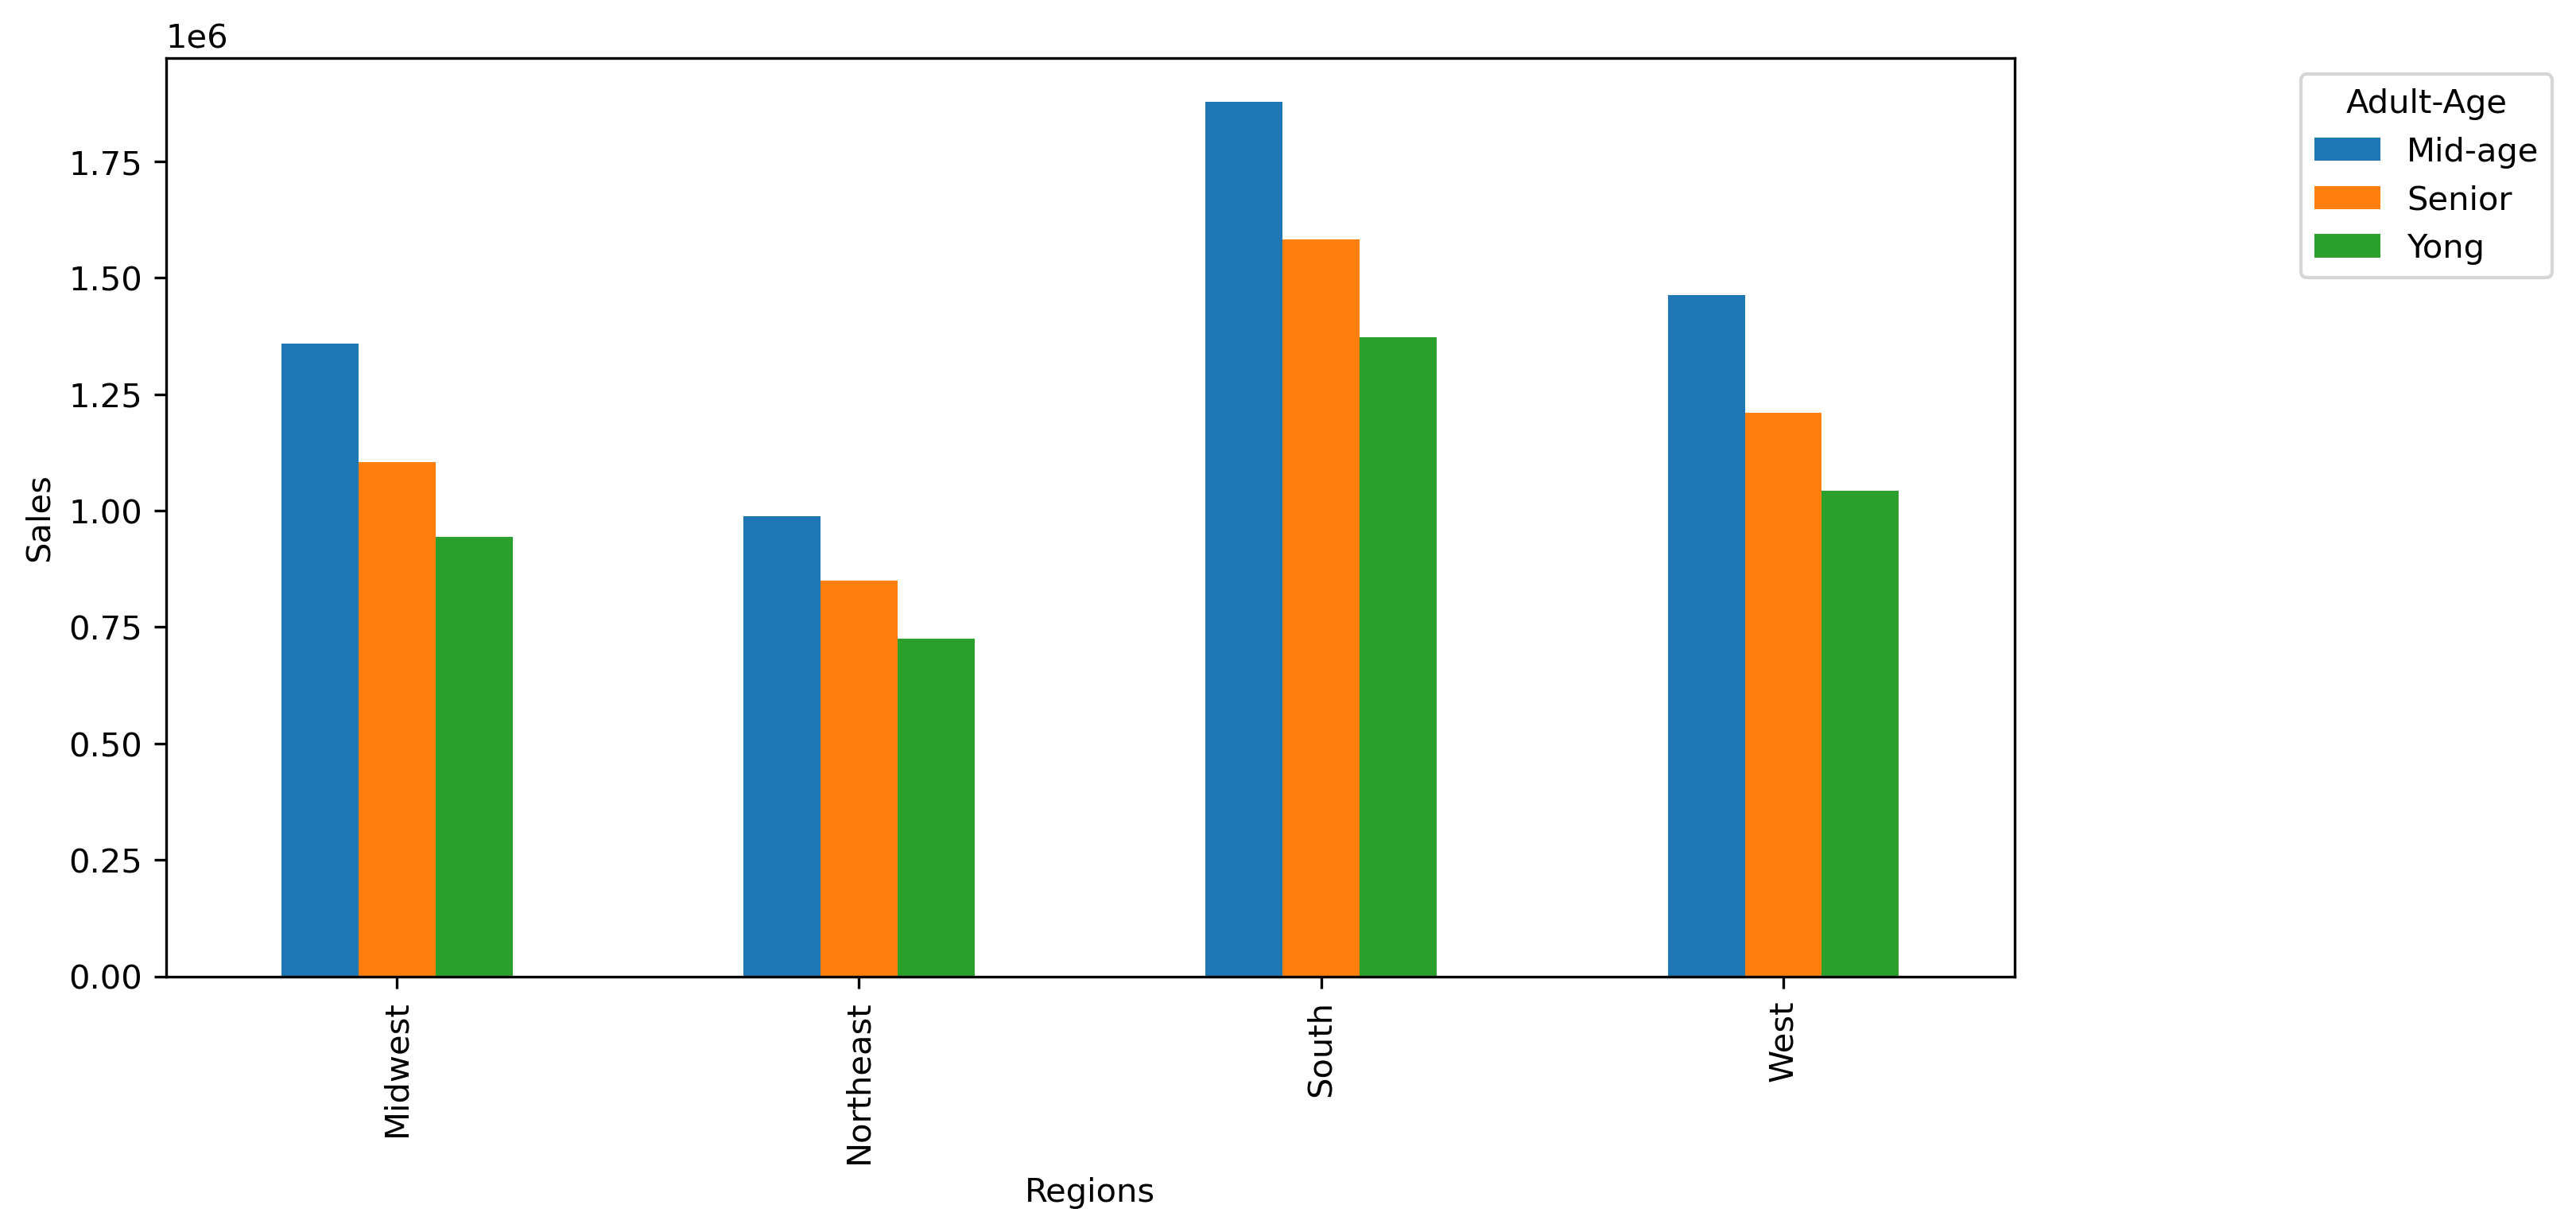 1e6
Sales
1.75
1.50
1.25
1.00
0.75
0.50
0.25
0.00
Midwest
Northeast
South
West
Regions
Adult-Age
Mid-age
Senior
Yong